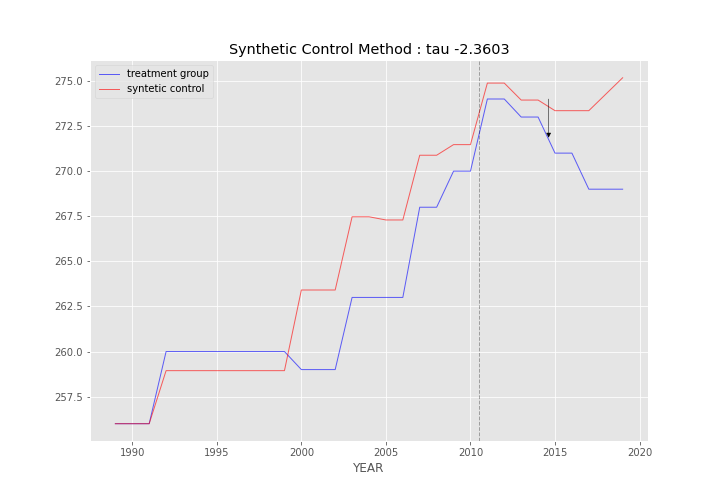 Synthetic Control Method : tau -2.3603
treatment group
syntetic control
275.0
272.5
270.0
267.5
265.0
262.5
260.0
257.5
1990 1995 2000 2005 2010 2015 2020
YEAR